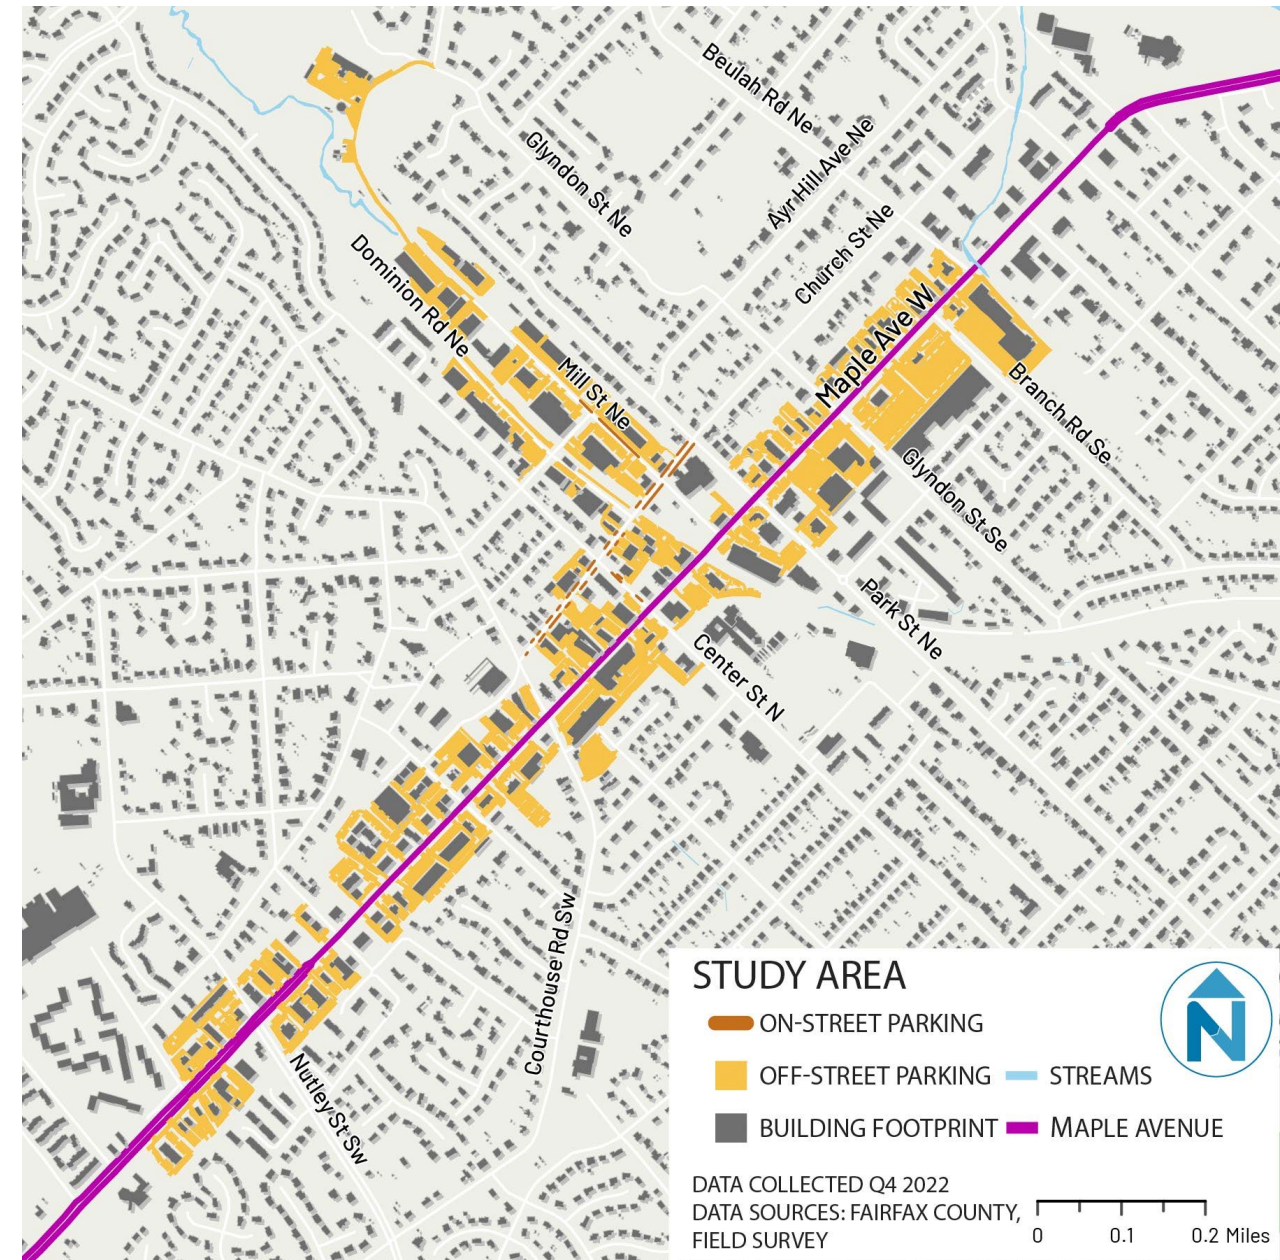 Beulah Rd Ne
Glyndon St Ne
Ayr Hill Ave Ne
Church St Ne
Dominion Rd Ne
Mill St Ne
Maple Ave W
Branch Rd Se
Glyndon St Se
Park St Ne
Center St N
Courthouse Rd Sw
Nutley St Sw
STUDY AREA
ON-STREET PARKING
OFF-STREET PARKING
STREAMS
BUILDING FOOTPRINT
MAPLE AVENUE
DATA COLLECTED Q4 2022
DATA SOURCES: FAIRFAX COUNTY,
FIELD SURVEY
0 0.1 0.2 Miles
N